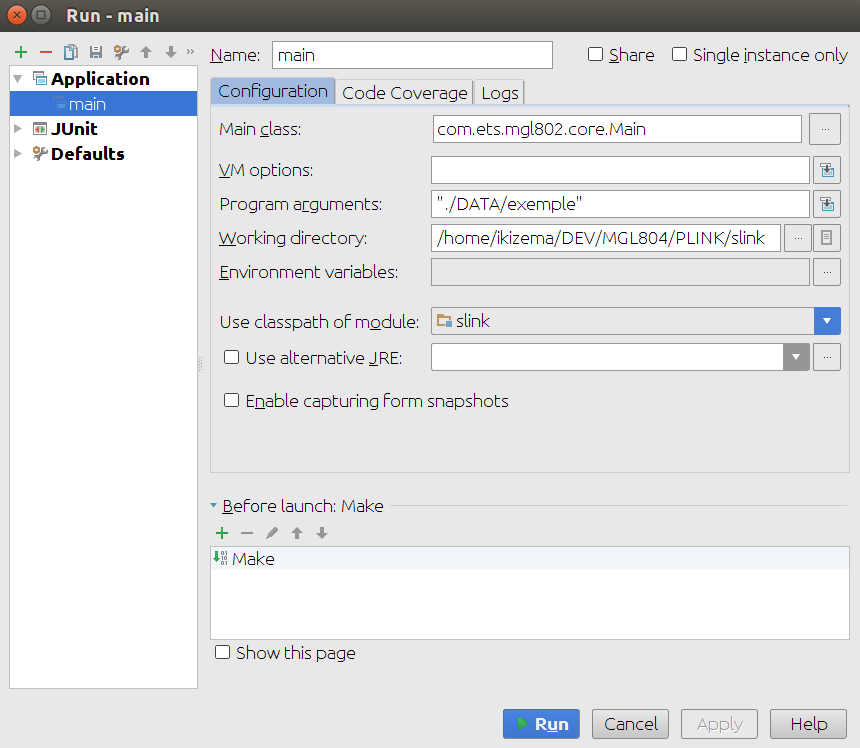 Run - main
Name: main Share Single instance only
Application
main
JUnit
Defaults
Configuration Code Coverage Logs
Main class: com.ets.mgl802.core.Main ...
VM options:
Program arguments: "./DATA/exemple"
Working directory: /home/ikizema/DEV/MGL804/PLINK/slink ...
Environment variables: ...
Use classpath of module: slink
Use alternative JRE: ...
Enable capturing form snapshots
Before launch: Make
Make
Show this page
Run Cancel Apply Help